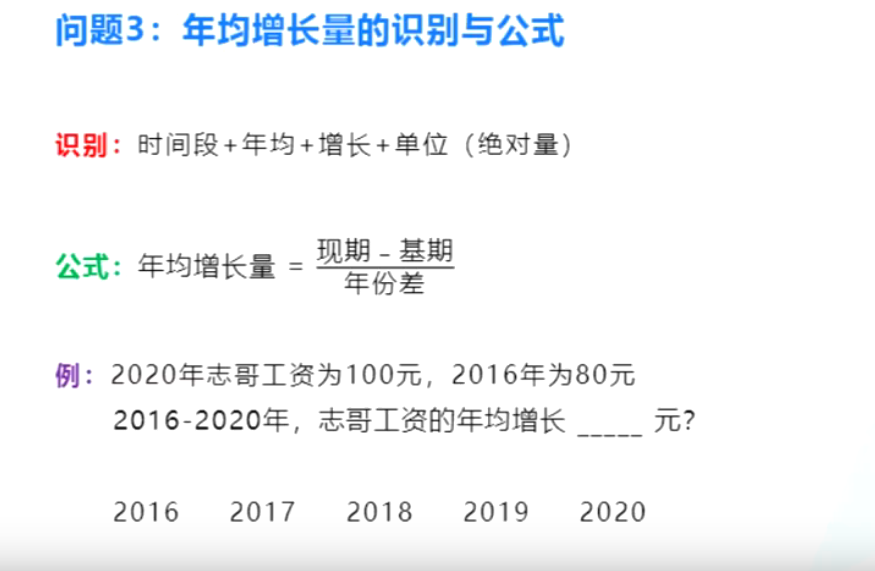 问题3：年均增长量的识别与公式
识别：时间段+年均+增长+单位（绝对量）
公式：年均增长量 = 现期 - 基期
年份差
例：2020年志哥工资为100元，2016年为80元
2016-2020年，志哥工资的年均增长 _____ 元？
2016 2017 2018 2019 2020